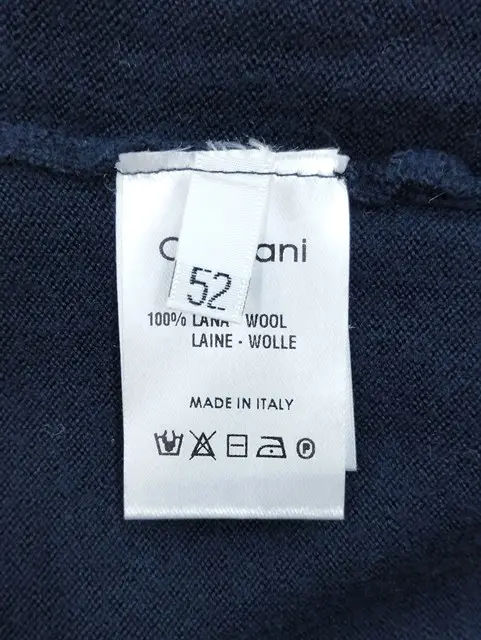 52
100% LANA - WOOL
LAINE - WOLLE
MADE IN ITALY
P